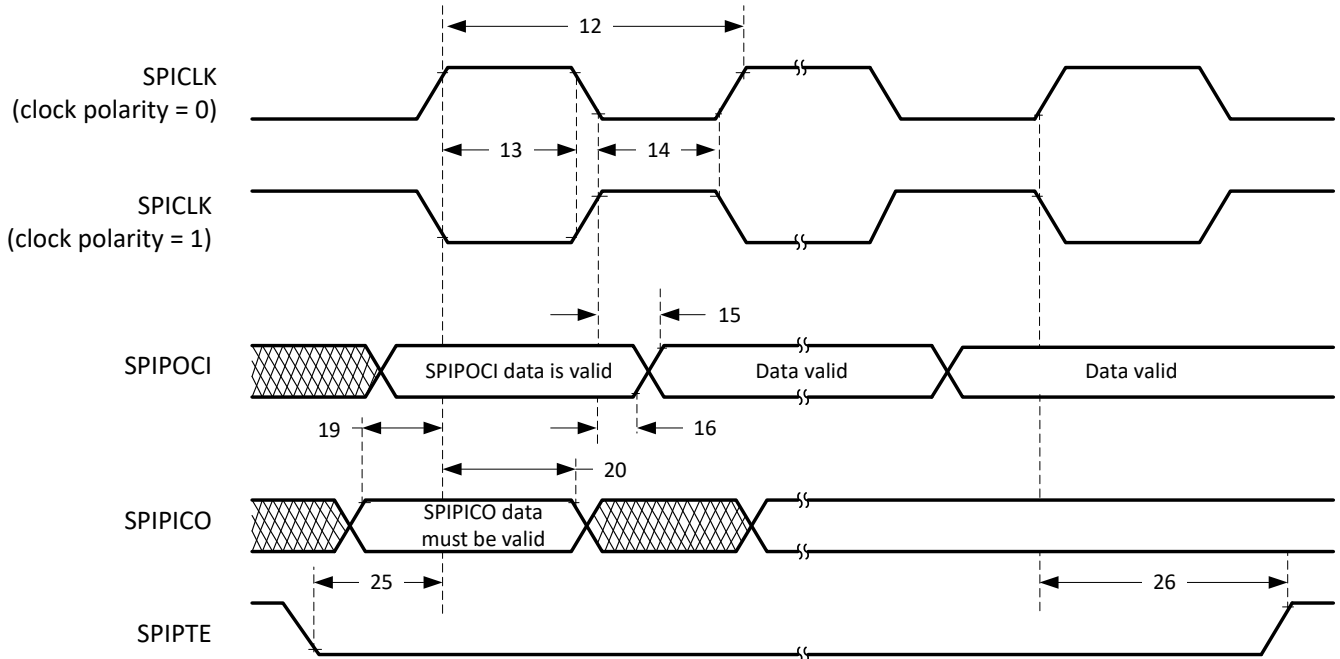 12
SPICLK
(clock polarity = 0)
13
14
SPICLK
(clock polarity = 1)
15
SPIPOCI
SPIPOCI data is valid
Data valid
Data valid
19
16
20
SPIPICO
SPIPICO data
must be valid
25
26
SPIPTE